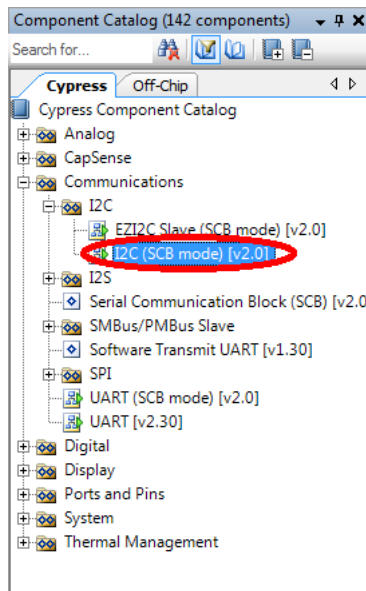 Component Catalog (142 components)
Search for...
Cypress Off-Chip
Cypress Component Catalog
Analog
CapSense
Communications
I2C
EZI2C Slave (SCB mode) [v2.0]
I2C (SCB mode) [v2.0]
I2S
Serial Communication Block (SCB) [v2.0
SMBus/PMBus Slave
Software Transmit UART [v1.30]
SPI
UART (SCB mode) [v2.0]
UART [v2.30]
Digital
Display
Ports and Pins
System
Thermal Management